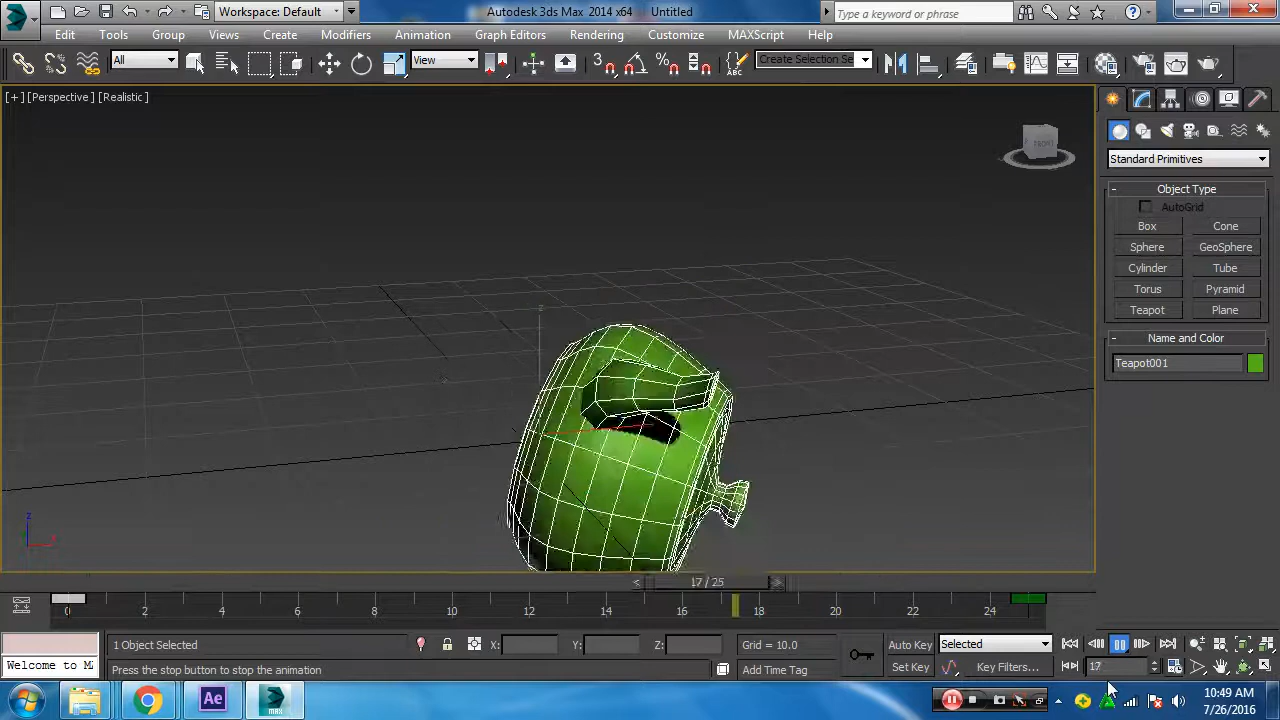 Workspace: Default
Autodesk 3ds Max 2014 x64
Untitled
Type a keyword or phrase
Edit Tools Group Views Create Modifiers Animation Graph Editors Rendering Customize MAXScript Help
All
View
3
Create Selection Se
[+] [Perspective] [Realistic]
Standard Primitives
- Object Type
AutoGrid
Box Cone
Sphere GeoSphere
Cylinder Tube
Torus Pyramid
Teapot Plane
- Name and Color
Teapot001
z
z
< 17 / 25 >
0 2 4 6 8 10 12 14 16 18 20 22 24
1 Object Selected X: Y: Z: Grid = 10.0 Auto Key Selected
Welcome to M
Press the stop button to stop the animation Add Time Tag Set Key Key Filters... 17
Ae
MAX
10:49 AM
7/26/2016